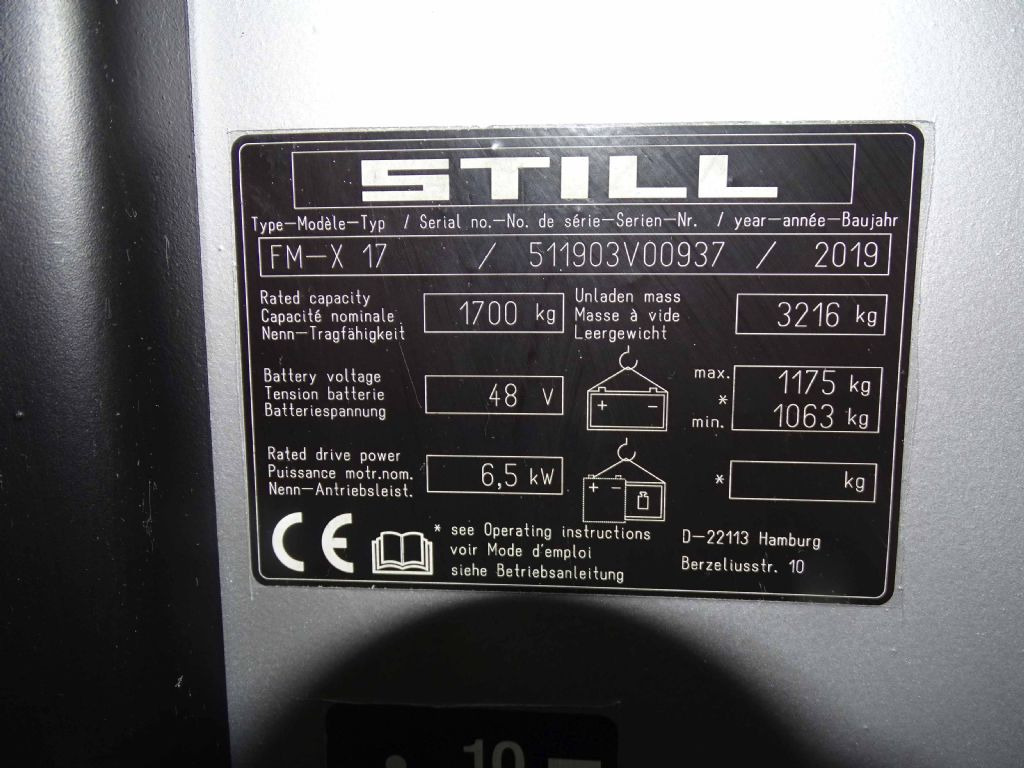 STILL
Type-Modèle-Typ / Serial no.-No. de série-Serien-Nr. / year-année-Baujahr
FM-X 17 / 511903V00937 / 2019
Rated capacity
Capacité nominale
Nenn-Tragfähigkeit
1700 kg
Unladen mass
Masse à vide
Leergewicht
3216 kg
Battery voltage
Tension batterie
Batteriespannung
48 V
+ -
max.
*
min.
1175 kg
1063 kg
Rated drive power
Puissance motr.nom.
Nenn-Antriebsleist.
6,5 kW
+ -
* kg
CE
* see Operating instructions
voir Mode d'emploi
siehe Betriebsanleitung
D-22113 Hamburg
Berzeliusstr. 10
10